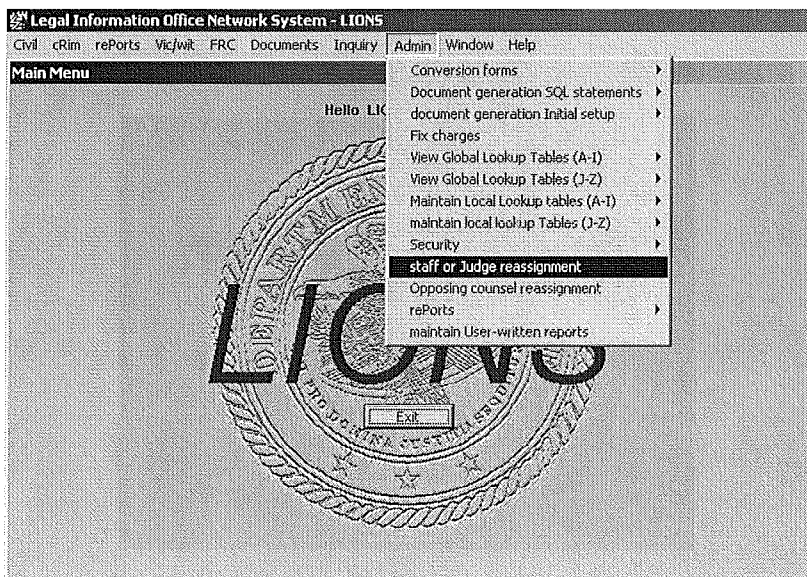 Legal Information Office Network System - LIONS
Civil cRim rePorts Vic/wit FRC Documents Inquiry Admin Window Help
Main Menu
Hello LIO
Conversion forms
Document generation SQL statements
document generation Initial setup
Fix charges
View Global Lookup Tables (A-I)
View Global Lookup Tables (J-Z)
Maintain Local Lookup tables (A-I)
maintain local lookup Tables (J-Z)
Security
staff or Judge reassignment
Opposing counsel reassignment
rePorts
maintain User-written reports
LIONS
Exit